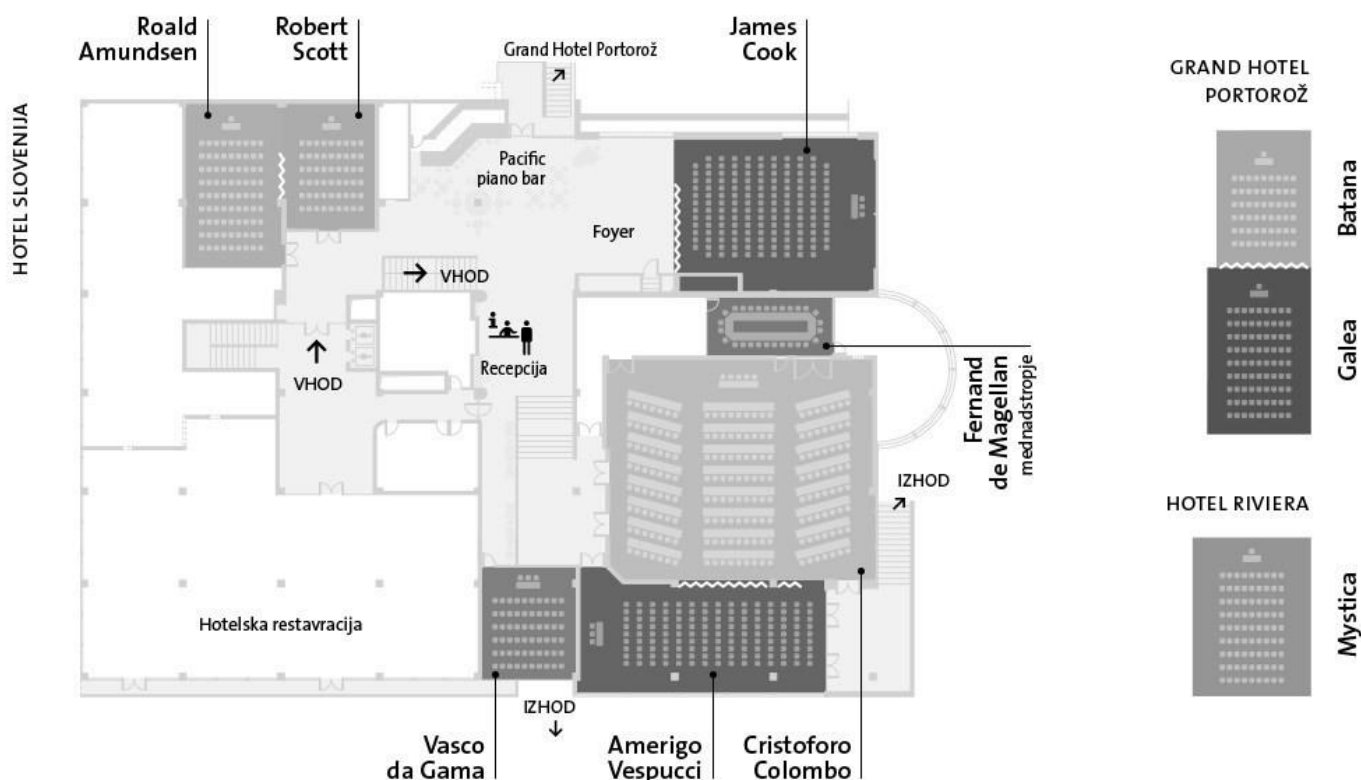 Roald
Amundsen
Robert
Scott
Grand Hotel Portorož
James
Cook
GRAND HOTEL
PORTOROŽ
HOTEL SLOVENIJA
Pacific
piano bar
Foyer
Batana
VHOD
Galea
Recepcija
VHOD
Fernand
de Magellan
mednadstropje
IZHOD
HOTEL RIVIERA
Mystica
Hotelska restavracija
IZHOD
Vasco
da Gama
Amerigo
Vespucci
Cristoforo
Colombo